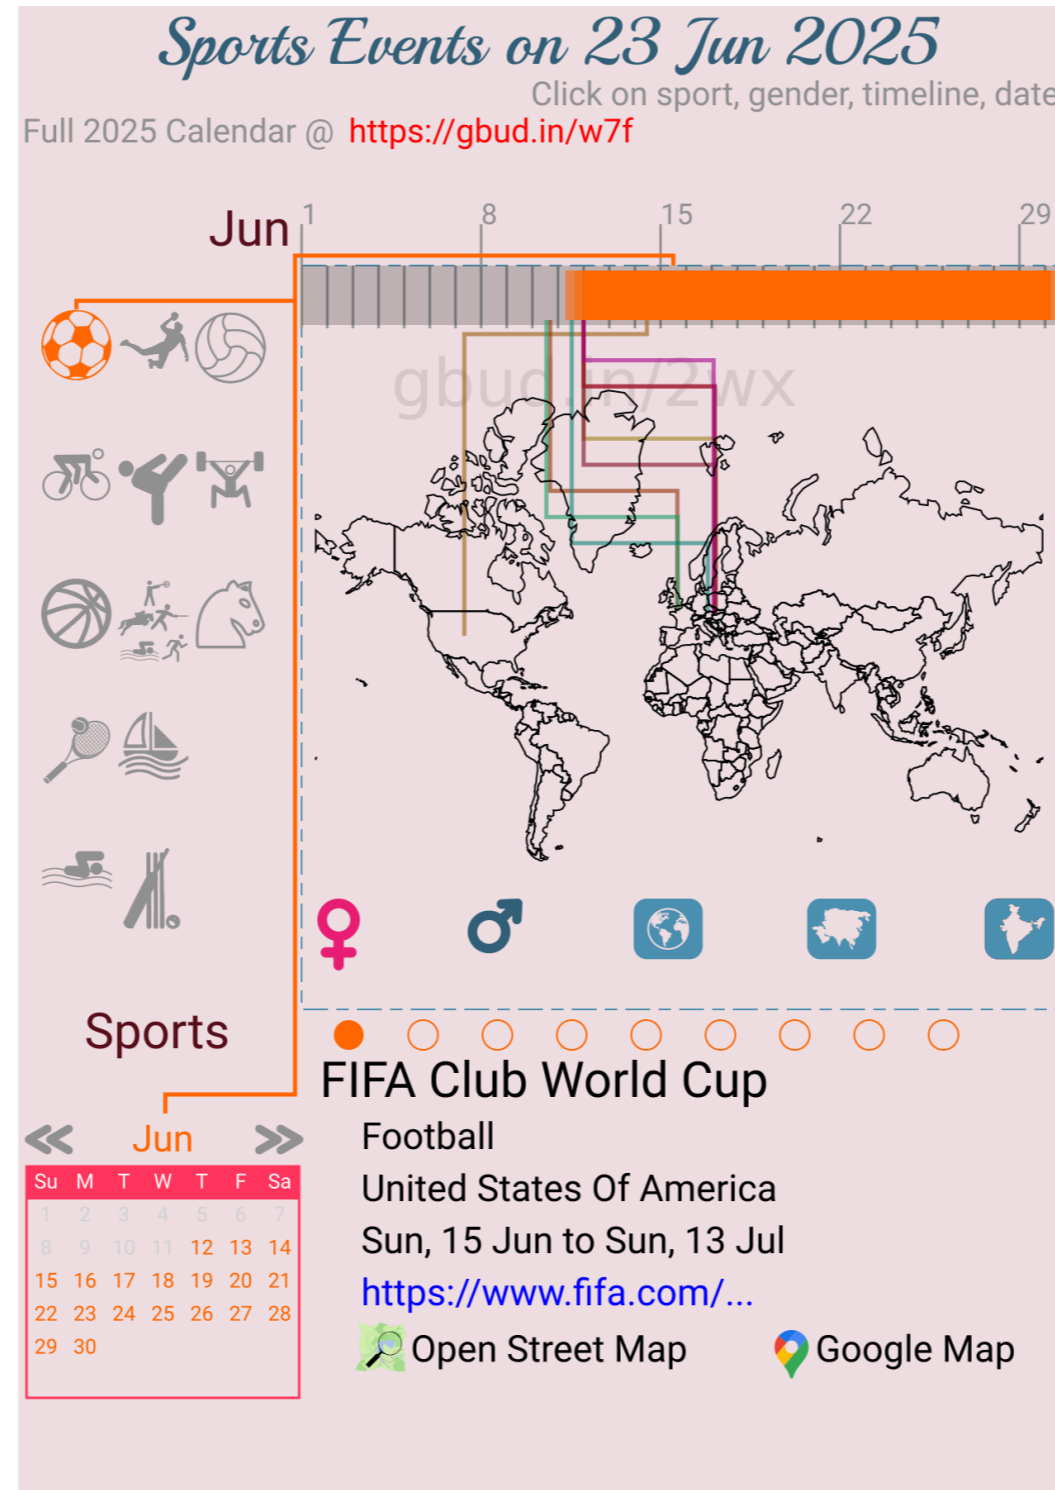 Sports Events on 23 Jun 2025
Click on sport, gender, timeline, date
Full 2025 Calendar @ https://gbud.in/w7f
1 8 15 22 29
Jun
gbud.in/2wx
Sports
FIFA Club World Cup
Football
United States Of America
Sun, 15 Jun to Sun, 13 Jul
https://www.fifa.com/...
Open Street Map Google Map
Jun
Su M T W T F Sa
1 2 3 4 5 6 7
8 9 10 11 12 13 14
15 16 17 18 19 20 21
22 23 24 25 26 27 28
29 30